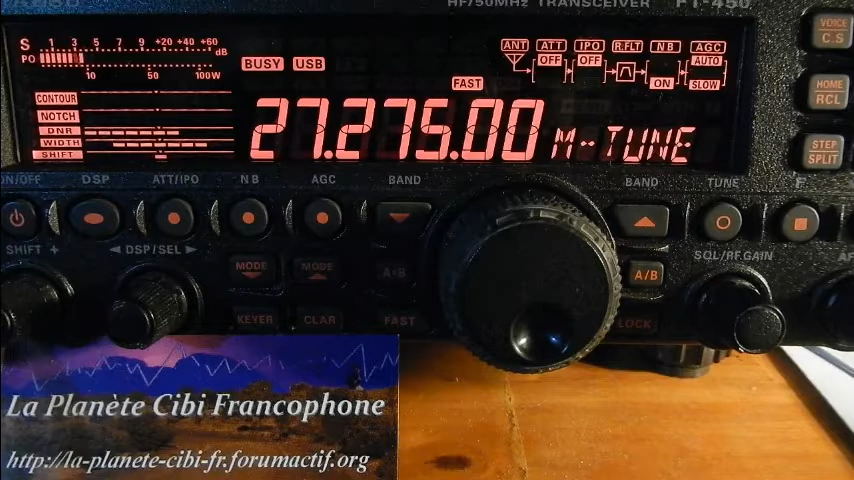 HF/50MHz TRANSCEIVER FT-450
S 1 3 5 7 9 +20 +40 +60 dB
PO 10 50 100W
BUSY USB
ANT ATT IPO R.FLT NB AGC
OFF OFF AUTO
ON SLOW
FAST
CONTOUR
NOTCH
DNR
WIDTH
SHIFT
27.275.00 M-TUNE
VOICE
C.S
HOME
RCL
STEP
SPLIT
ON/OFF DSP ATT/IPO NB AGC BAND BAND TUNE F
SHIFT + ◄ DSP/SEL ► SQL/RF.GAIN AF
MODE MODE A=B A/B
KEYER CLAR FAST LOCK
La Planète Cibi Francophone
http://la-planete-cibi-fr.forumactif.org